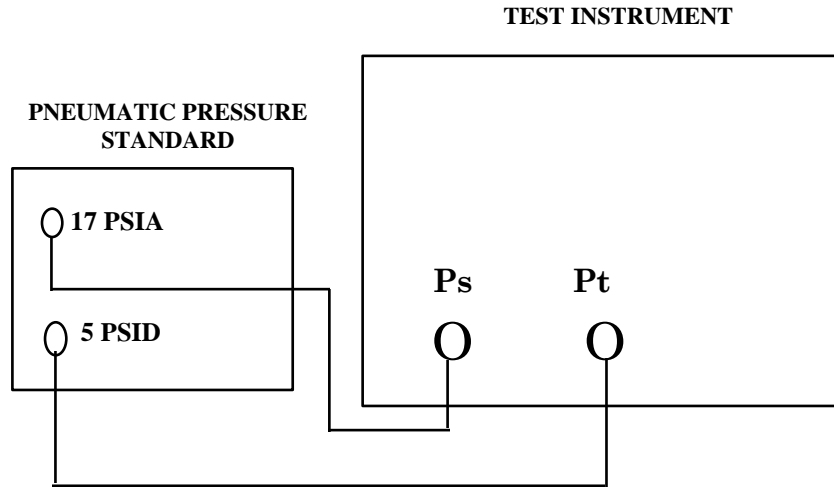 TEST INSTRUMENT
PNEUMATIC PRESSURE
STANDARD
17 PSIA
5 PSID
Ps Pt